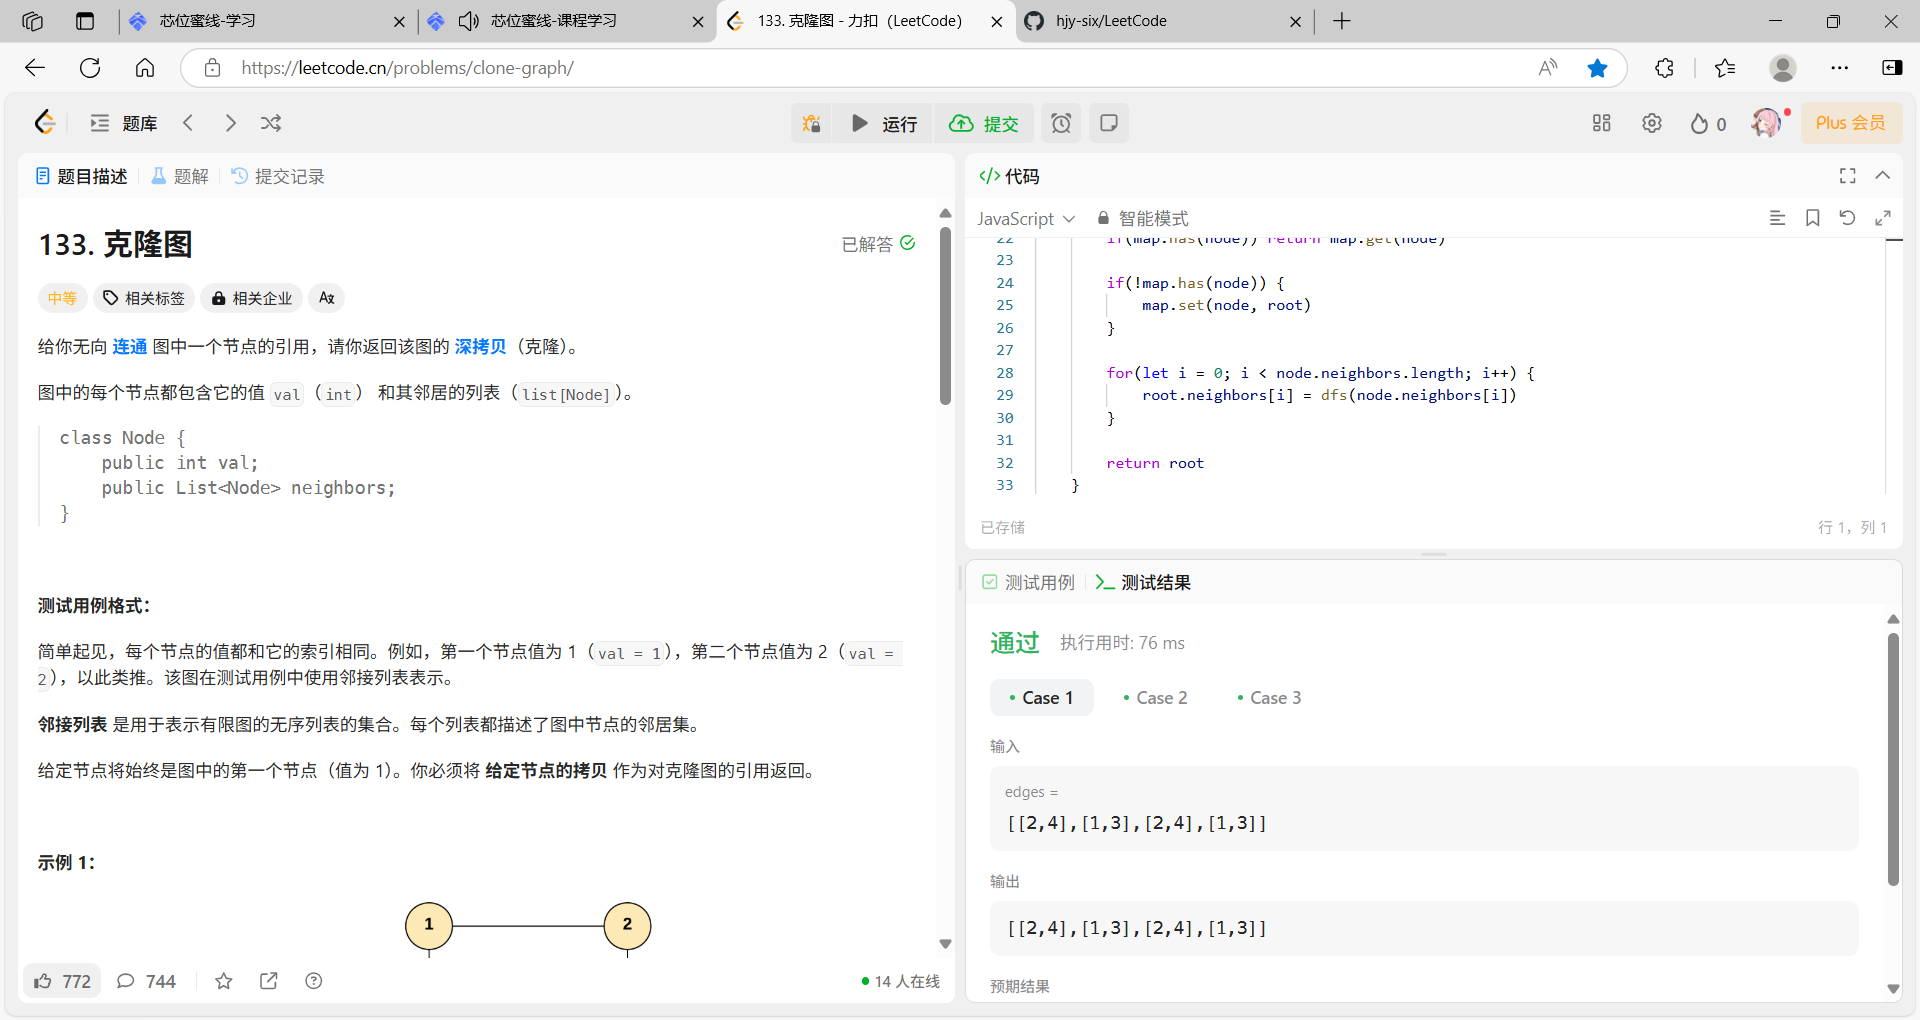 芯位蜜线-学习
芯位蜜线-课程学习
133. 克隆图 - 力扣（LeetCode）
hjy-six/LeetCode
https://leetcode.cn/problems/clone-graph/
题库
运行
提交
0
Plus 会员
题目描述
题解
提交记录
133. 克隆图
已解答
中等
相关标签
相关企业
给你无向 连通 图中一个节点的引用，请你返回该图的 深拷贝（克隆）。
图中的每个节点都包含它的值 val（int） 和其邻居的列表（list[Node]）。
class Node {
    public int val;
    public List<Node> neighbors;
}
测试用例格式：
简单起见，每个节点的值都和它的索引相同。例如，第一个节点值为 1（val = 1），第二个节点值为 2（val =
2），以此类推。该图在测试用例中使用邻接列表表示。
邻接列表 是用于表示有限图的无序列表的集合。每个列表都描述了图中节点的邻居集。
给定节点将始终是图中的第一个节点（值为 1）。你必须将 给定节点的拷贝 作为对克隆图的引用返回。
示例 1：
1
2
772
744
14 人在线
代码
JavaScript
智能模式
22 if(map.has(node)) return map.get(node)
23
24 if(!map.has(node)) {
25     map.set(node, root)
26 }
27
28 for(let i = 0; i < node.neighbors.length; i++) {
29     root.neighbors[i] = dfs(node.neighbors[i])
30 }
31
32 return root
33 }
已存储
行 1，列 1
测试用例
测试结果
通过
执行用时: 76 ms
Case 1
Case 2
Case 3
输入
edges =
[[2,4],[1,3],[2,4],[1,3]]
输出
[[2,4],[1,3],[2,4],[1,3]]
预期结果